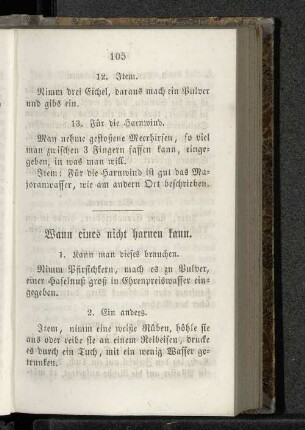 105
12. Item.
Nimm drei Eichel, daraus mach ein Pulver
und gibs ein.
13. Für die Harnwind.
Man nehme gestoßene Meerhirsen, so viel
man zwischen 3 Fingern fassen kann, einge-
geben, in was man will.
Item: Für die Harnwind ist gut das Ma-
joranwasser, wie am andern Ort beschrieben.
Wann eines nicht harnen kann.
1. Kann man dieses brauchen.
Nimm Pfirsichkern, mach es zu Pulver,
einer Haselnuß groß in Ehrenpreiswasser ein-
gegeben.
2. Ein anders.
Item, nimm eine weiße Rüben, höhle sie
aus oder reibe sie an einem Reibeisen, drucke
es durch ein Tuch, mit ein wenig Wasser ge-
trunken.